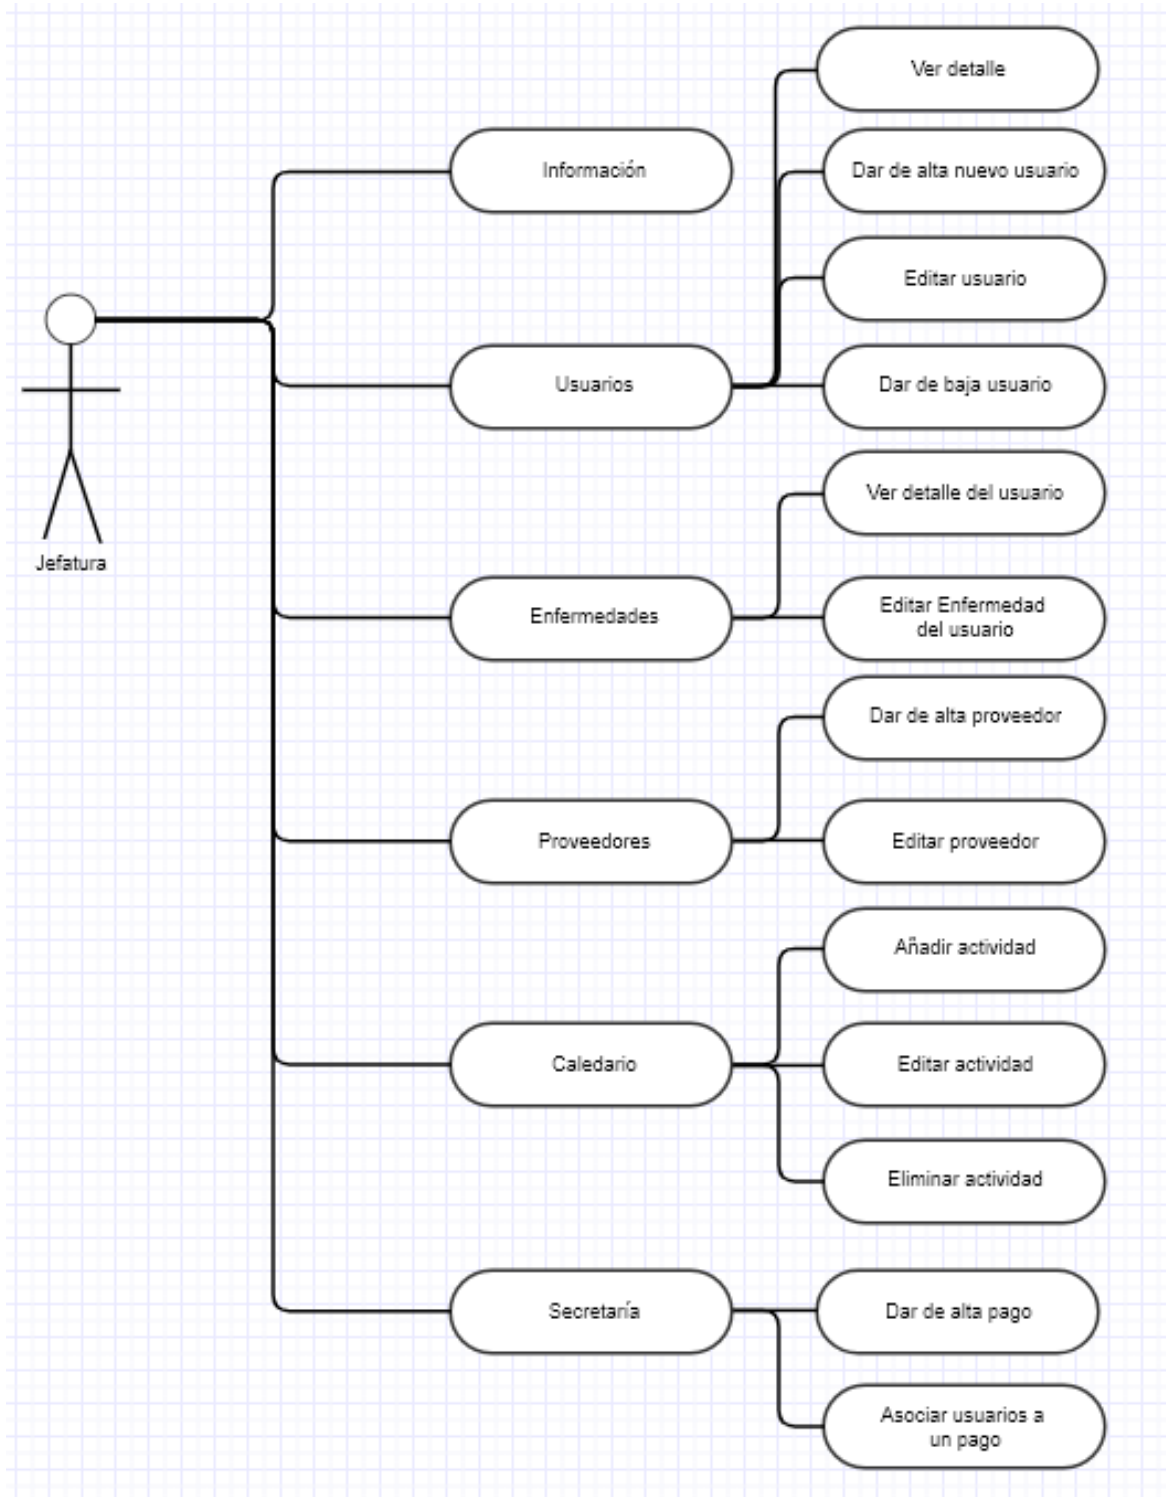 Ver detalle
Información
Dar de alta nuevo usuario
Editar usuario
Usuarios
Dar de baja usuario
Ver detalle del usuario
Jefatura
Enfermedades
Editar Enfermedad
del usuario
Dar de alta proveedor
Proveedores
Editar proveedor
Añadir actividad
Caledario
Editar actividad
Eliminar actividad
Secretaría
Dar de alta pago
Asociar usuarios a
un pago